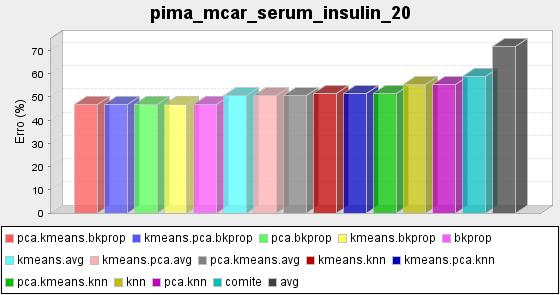 pima_mcar_serum_insulin_20
Erro (%)
70
60
50
40
30
20
10
0
pca.kmeans.bkprop kmeans.pca.bkprop pca.bkprop kmeans.bkprop bkprop
kmeans.avg kmeans.pca.avg pca.kmeans.avg kmeans.knn kmeans.pca.knn
pca.kmeans.knn knn pca.knn comite avg